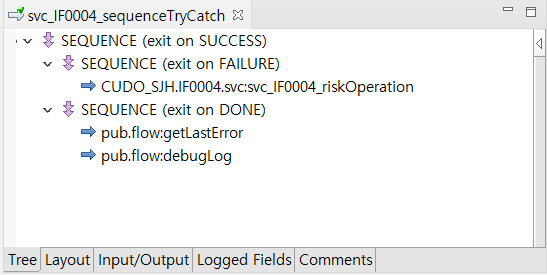 svc_IF0004_sequenceTryCatch
SEQUENCE (exit on SUCCESS)
SEQUENCE (exit on FAILURE)
CUDO_SJH.IF0004.svc:svc_IF0004_riskOperation
SEQUENCE (exit on DONE)
pub.flow:getLastError
pub.flow:debugLog
Tree Layout Input/Output Logged Fields Comments